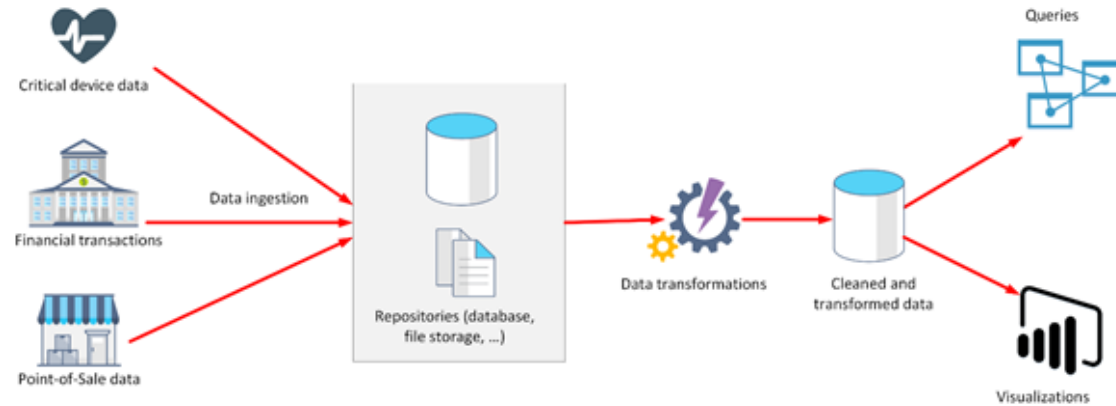 Critical device data
Financial transactions
Point-of-Sale data
Data ingestion
Repositories (database,
file storage, ...)
Data transformations
Cleaned and
transformed data
Queries
Visualizations